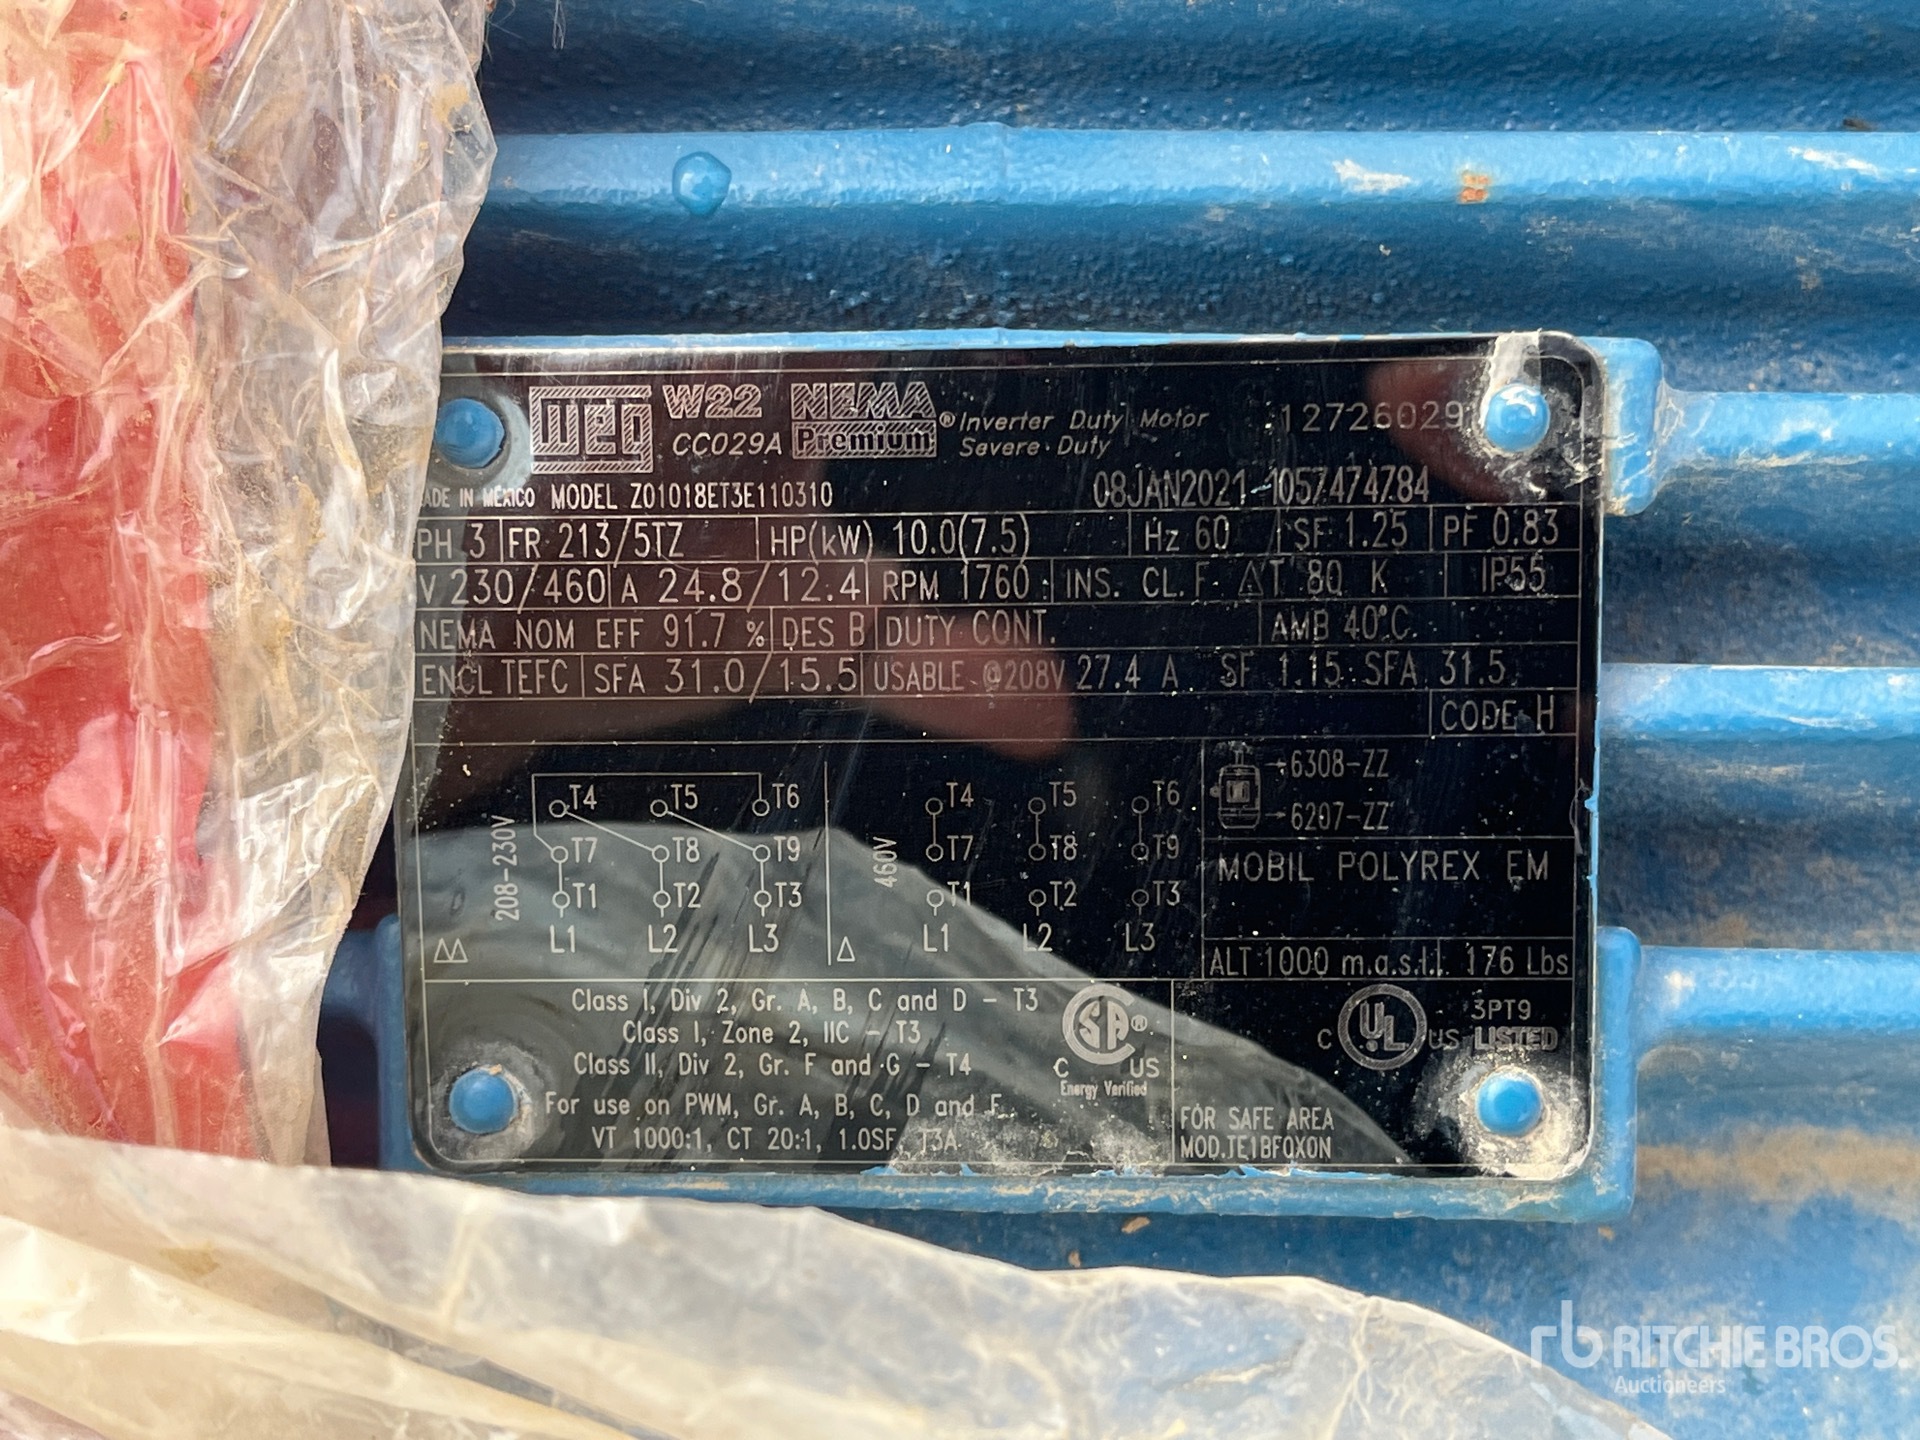 WEG W22 NEMA Premium® Inverter Duty Motor 12726029
CC029A Severe Duty
MADE IN MEXICO MODEL Z01018ET3E110310 08JAN2021 1057474784
PH 3 FR 213/5TZ HP(kW) 10.0(7.5) Hz 60 SF 1.25 PF 0.83
V 230/460 A 24.8/12.4 RPM 1760 INS. CL. F ΔT 80 K IP55
NEMA NOM EFF 91.7 % DES B DUTY CONT. AMB 40°C.
ENCL TEFC SFA 31.0/15.5 USABLE @208V 27.4 A SF 1.15 SFA 31.5
CODE H
208-230V
T4 T5 T6
T7 T8 T9
T1 T2 T3
L1 L2 L3
460V
T4 T5 T6
T7 T8 T9
T1 T2 T3
L1 L2 L3
6308-ZZ
6207-ZZ
MOBIL POLYREX EM
ALT 1000 m.a.s.l. 176 Lbs
Class I, Div 2, Gr. A, B, C and D - T3
Class I, Zone 2, IIC - T3
Class II, Div 2, Gr. F and G - T4
For use on PWM, Gr. A, B, C, D and F
VT 1000:1, CT 20:1, 1.0SF, T3A
SA® C US
Energy Verified
C UL US 3PT9
LISTED
FOR SAFE AREA
MOD.TE1BF0X0N
rb RITCHIE BROS.
Auctioneers